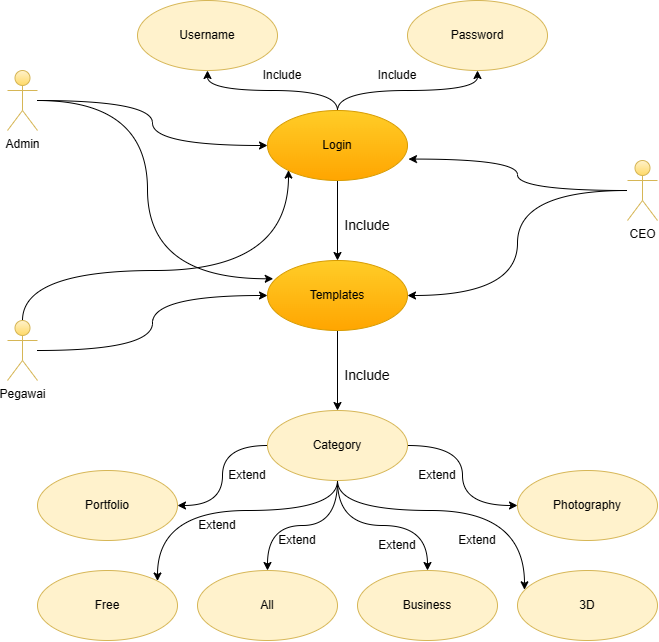 Username
Password
Include
Include
Admin
Login
CEO
Include
Templates
Pegawai
Include
Category
Extend
Extend
Portfolio
Photography
Extend
Extend
Extend
Extend
Free
All
Business
3D